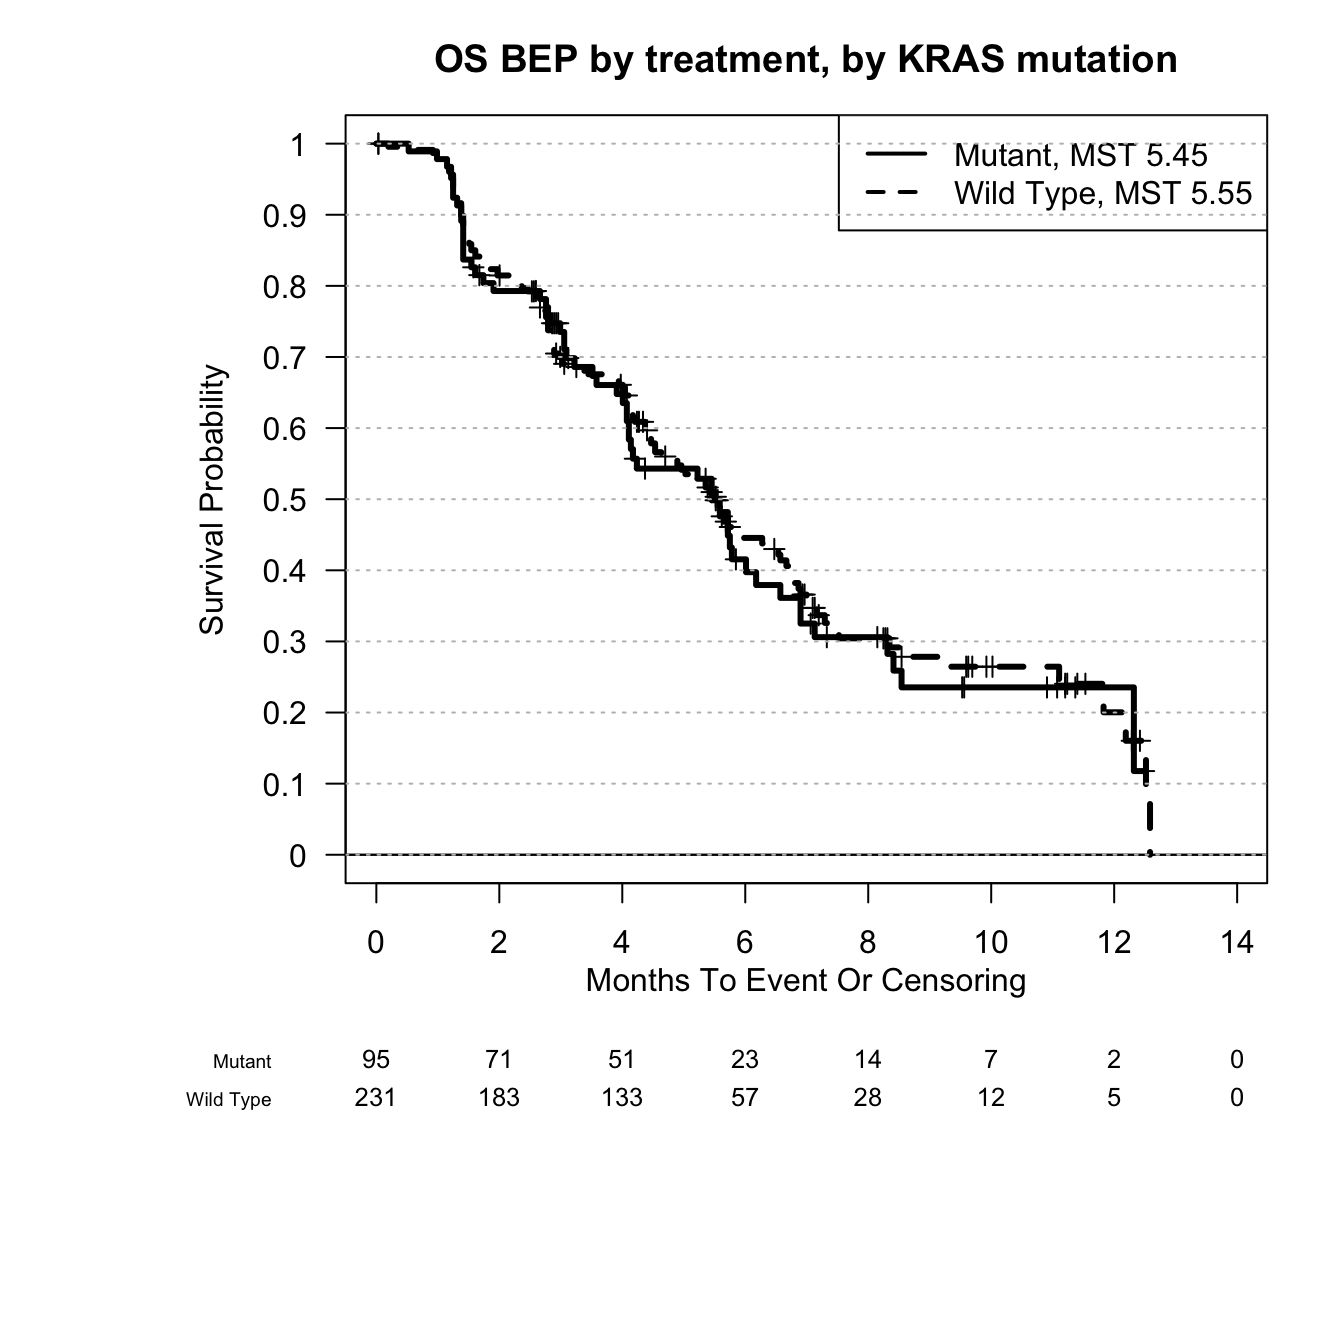 OS BEP by treatment, by KRAS mutation
Mutant, MST 5.45
Wild Type, MST 5.55
Survival Probability
1
0.9
0.8
0.7
0.6
0.5
0.4
0.3
0.2
0.1
0
0 2 4 6 8 10 12 14
Months To Event Or Censoring
Mutant 95 71 51 23 14 7 2 0
Wild Type 231 183 133 57 28 12 5 0